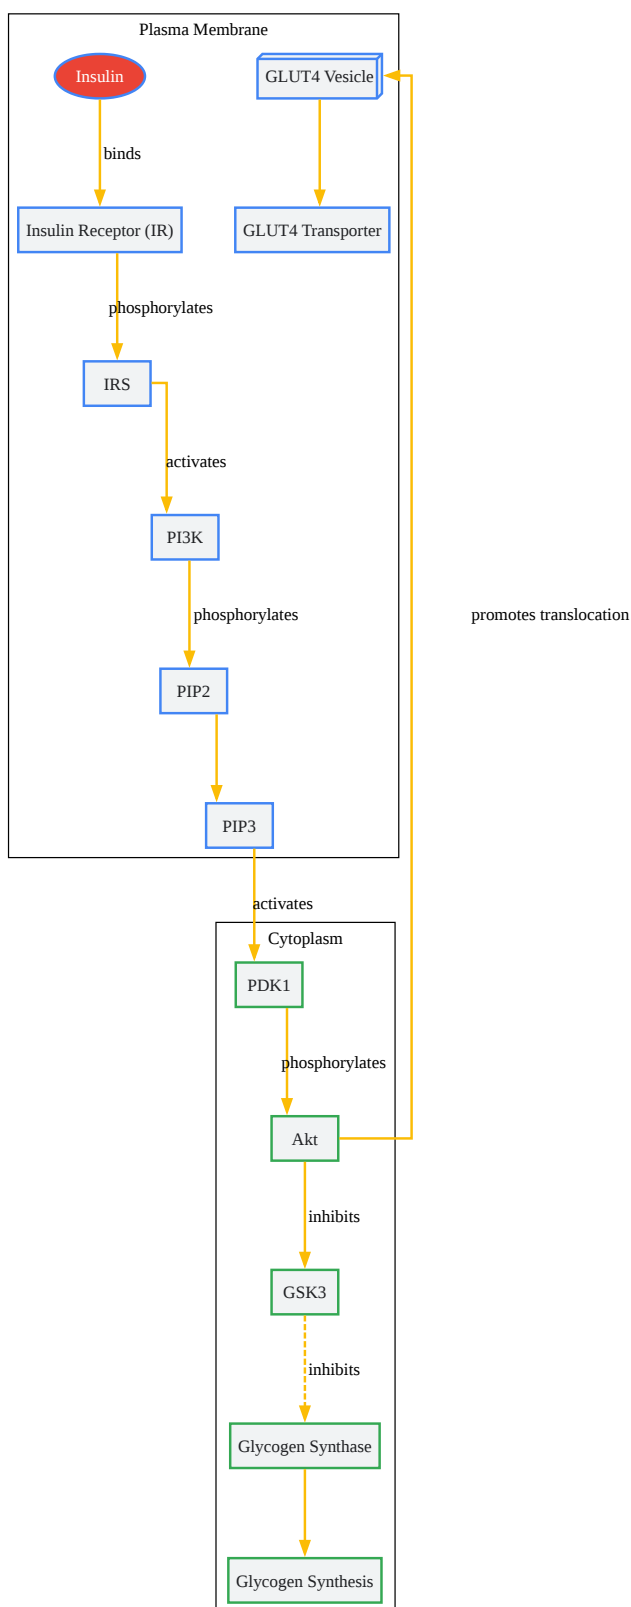 Plasma Membrane
Insulin
GLUT4 Vesicle
binds
Insulin Receptor (IR)
GLUT4 Transporter
phosphorylates
IRS
activates
PI3K
phosphorylates
promotes translocation
PIP2
PIP3
activates
Cytoplasm
PDK1
phosphorylates
Akt
inhibits
GSK3
inhibits
Glycogen Synthase
Glycogen Synthesis